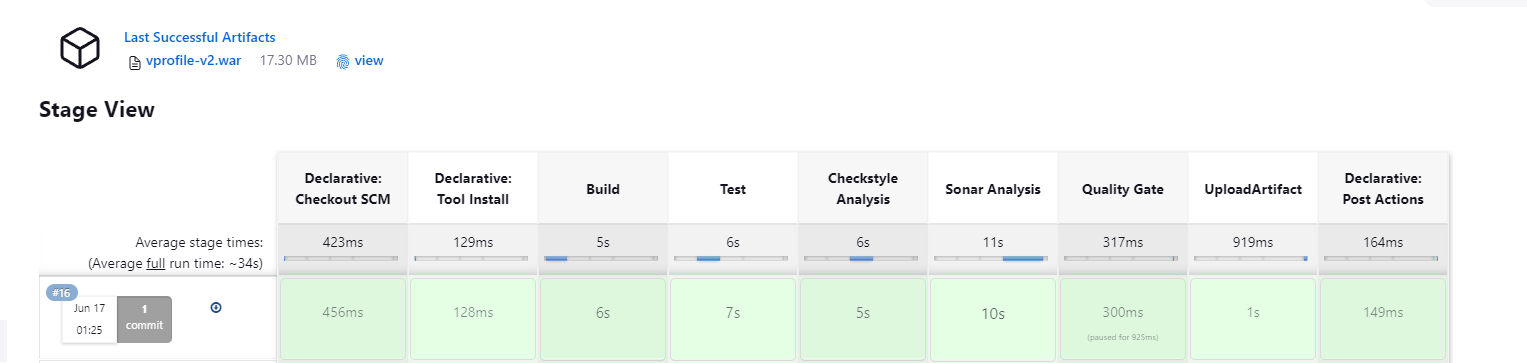 Last Successful Artifacts
vprofile-v2.war 17.30 MB view
Stage View
Declarative: Checkout SCM
Declarative: Tool Install
Build
Test
Checkstyle Analysis
Sonar Analysis
Quality Gate
UploadArtifact
Declarative: Post Actions
Average stage times:
(Average full run time: ~34s)
423ms 129ms 5s 6s 6s 11s 317ms 919ms 164ms
#16
Jun 17
01:25
1
commit
456ms 128ms 6s 7s 5s 10s 300ms 1s 149ms
(paused for 925ms)